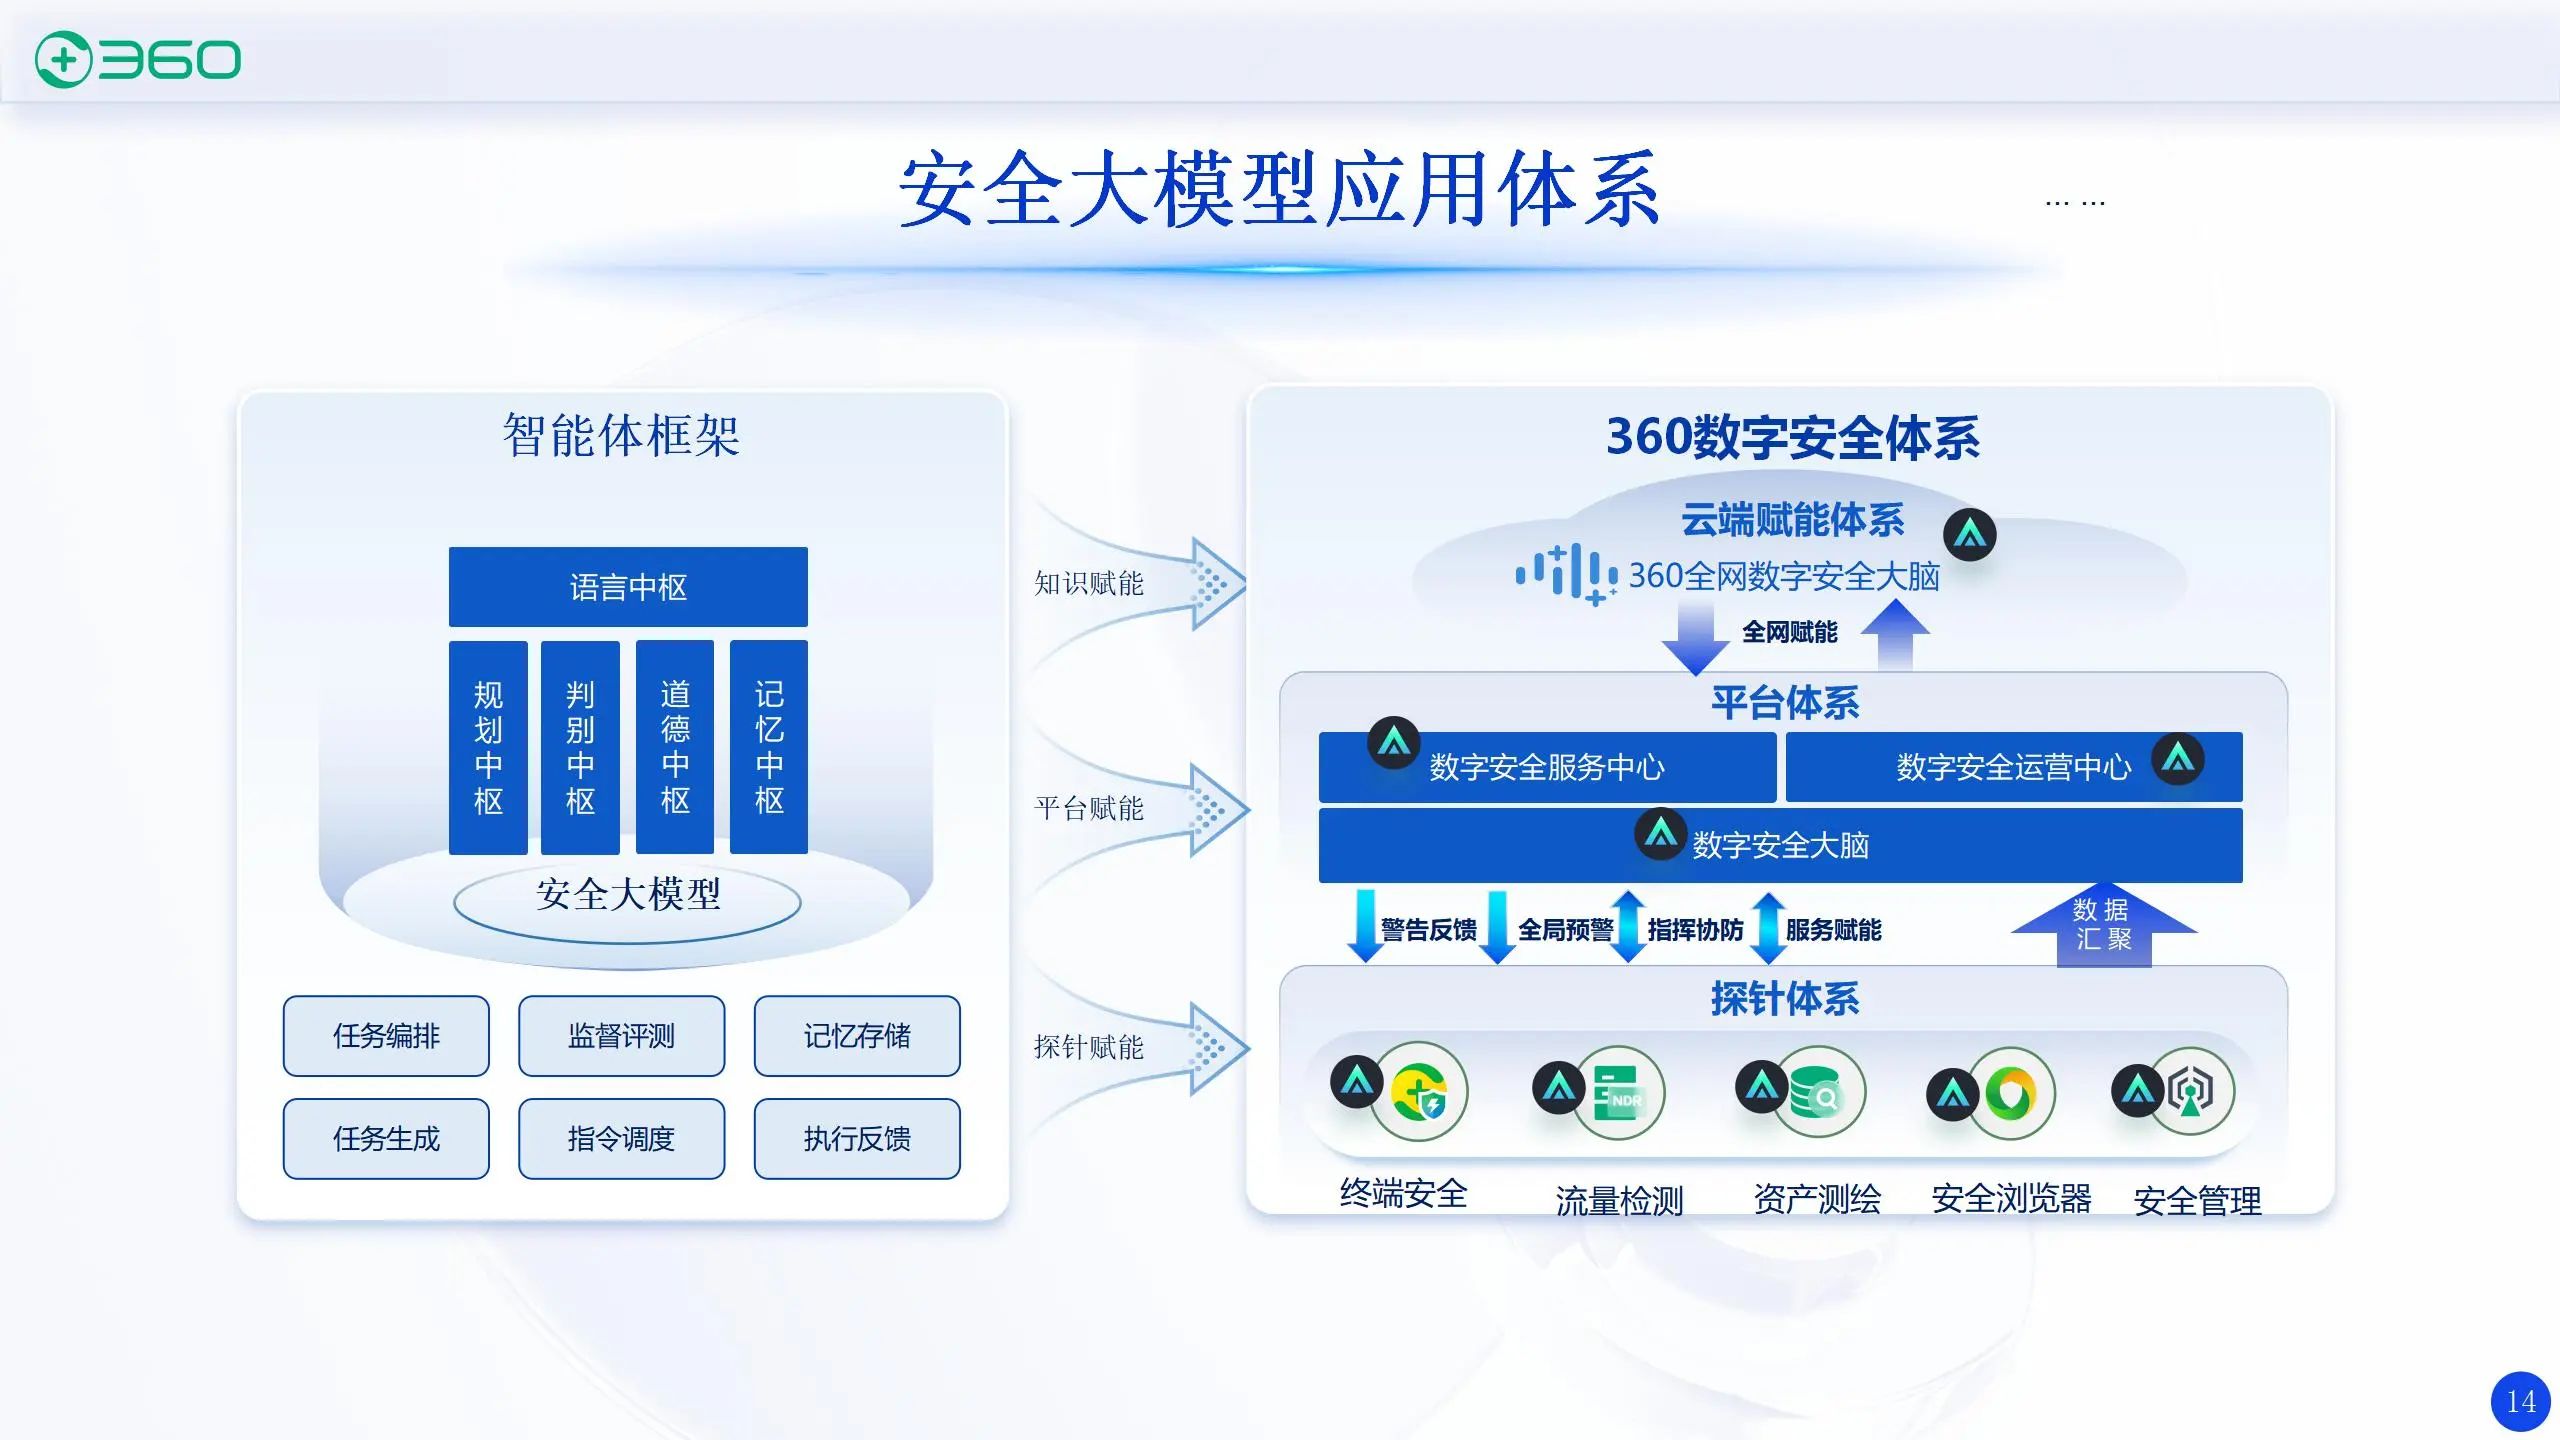 360
安全大模型应用体系
... ...
智能体框架
语言中枢
规划中枢
判别中枢
道德中枢
记忆中枢
安全大模型
任务编排
监督评测
记忆存储
任务生成
指令调度
执行反馈
知识赋能
平台赋能
探针赋能
360数字安全体系
云端赋能体系
360全网数字安全大脑
全网赋能
平台体系
数字安全服务中心
数字安全运营中心
数字安全大脑
警告反馈
全局预警
指挥协防
服务赋能
数据
汇聚
探针体系
NDR
终端安全
流量检测
资产测绘
安全浏览器
安全管理
14